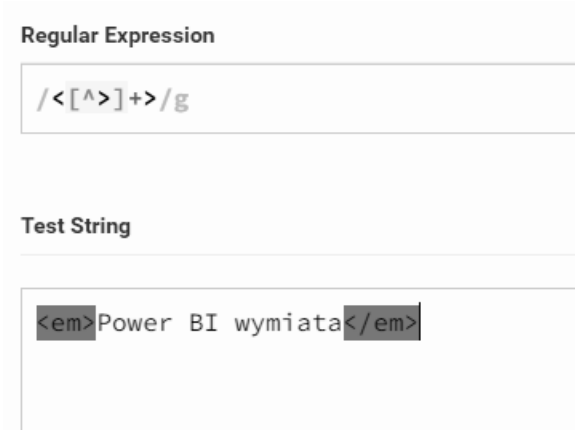 Regular Expression
/<[^>]+>/g
Test String
<em>Power BI wymiata</em>